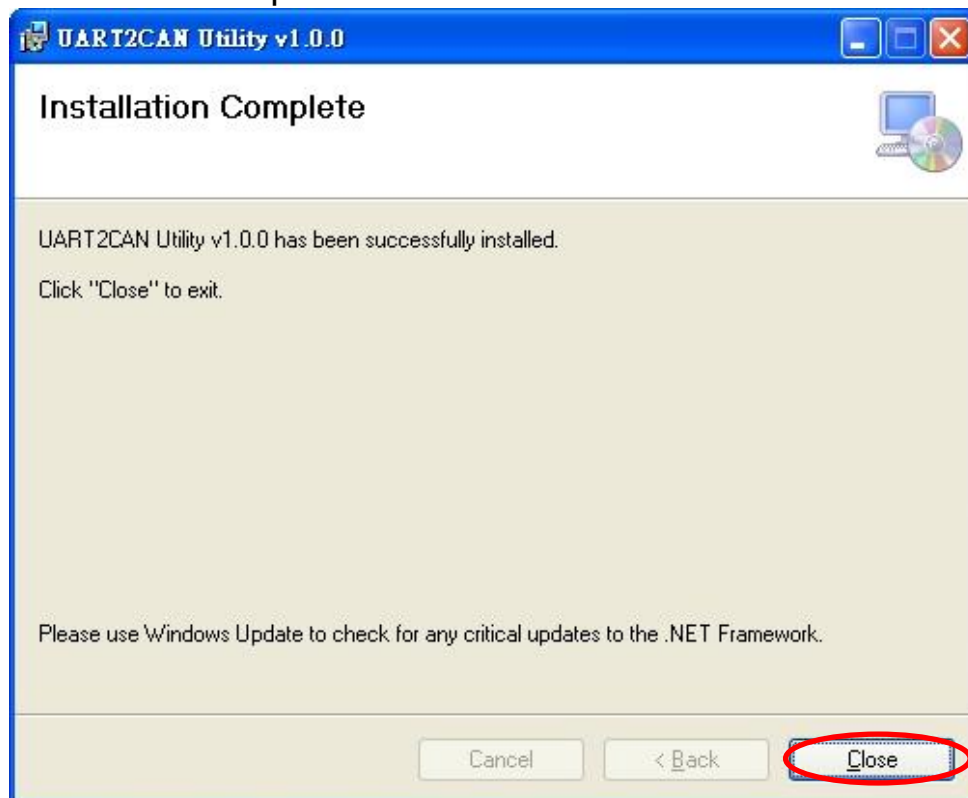 UART2CAN Utility v1.0.0
Installation Complete
UART2CAN Utility v1.0.0 has been successfully installed.
Click "Close" to exit.
Please use Windows Update to check for any critical updates to the .NET Framework.
Cancel
< Back
Close